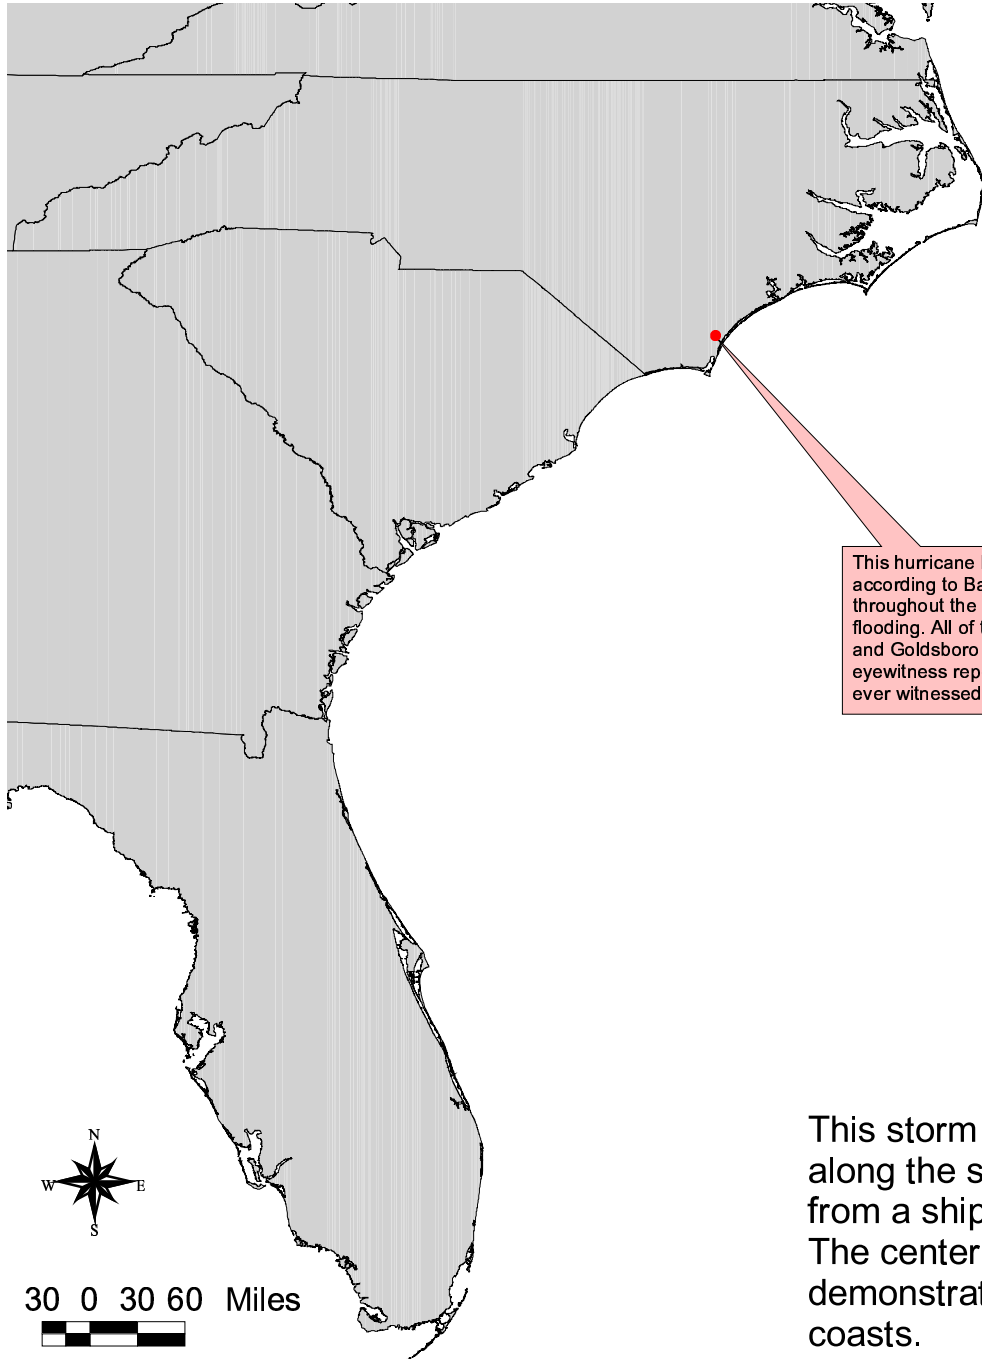 This hurricane
according to
throughout the
flooding. All of
and Goldsboro
eyewitness
ever witnessed
N
W E
S
This storm
along the
from a
The center
coasts.
30 0 30 60 Miles